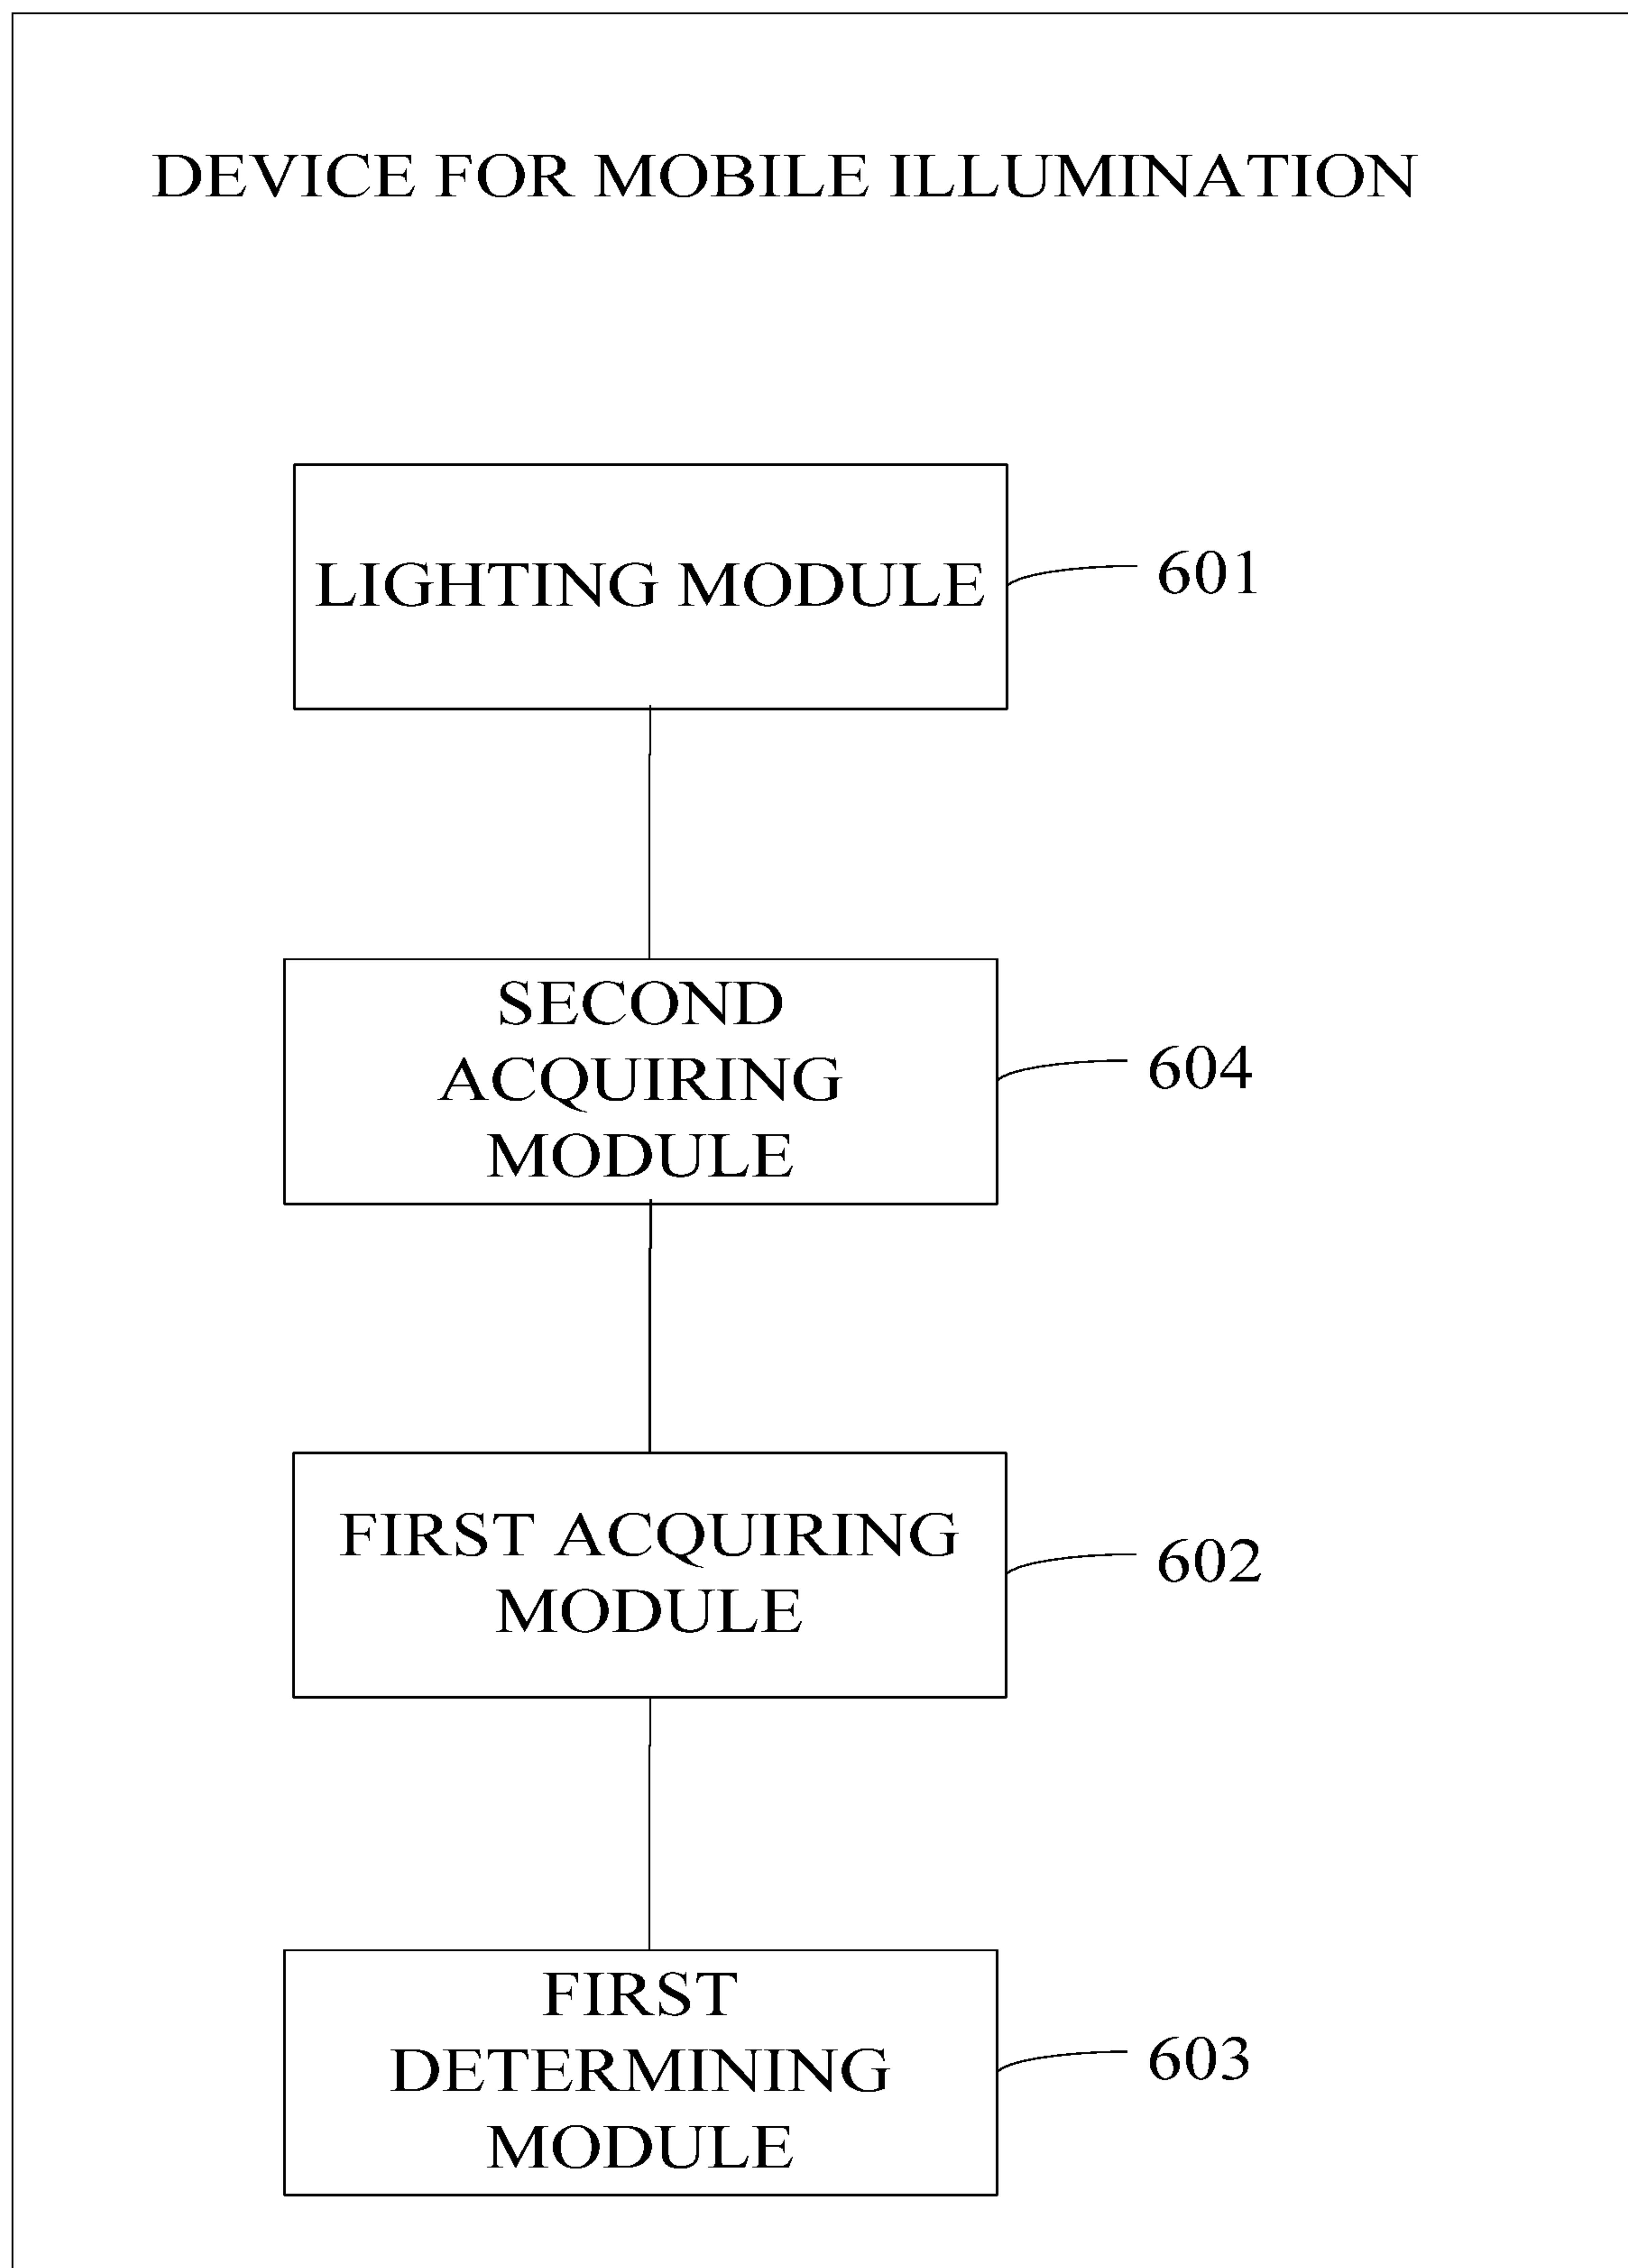 DEVICE FOR MOBILE ILLUMINATION
LIGHTING MODULE
601
SECOND
ACQUIRING
MODULE
604
FIRST ACQUIRING
MODULE
602
FIRST
DETERMINING
MODULE
603